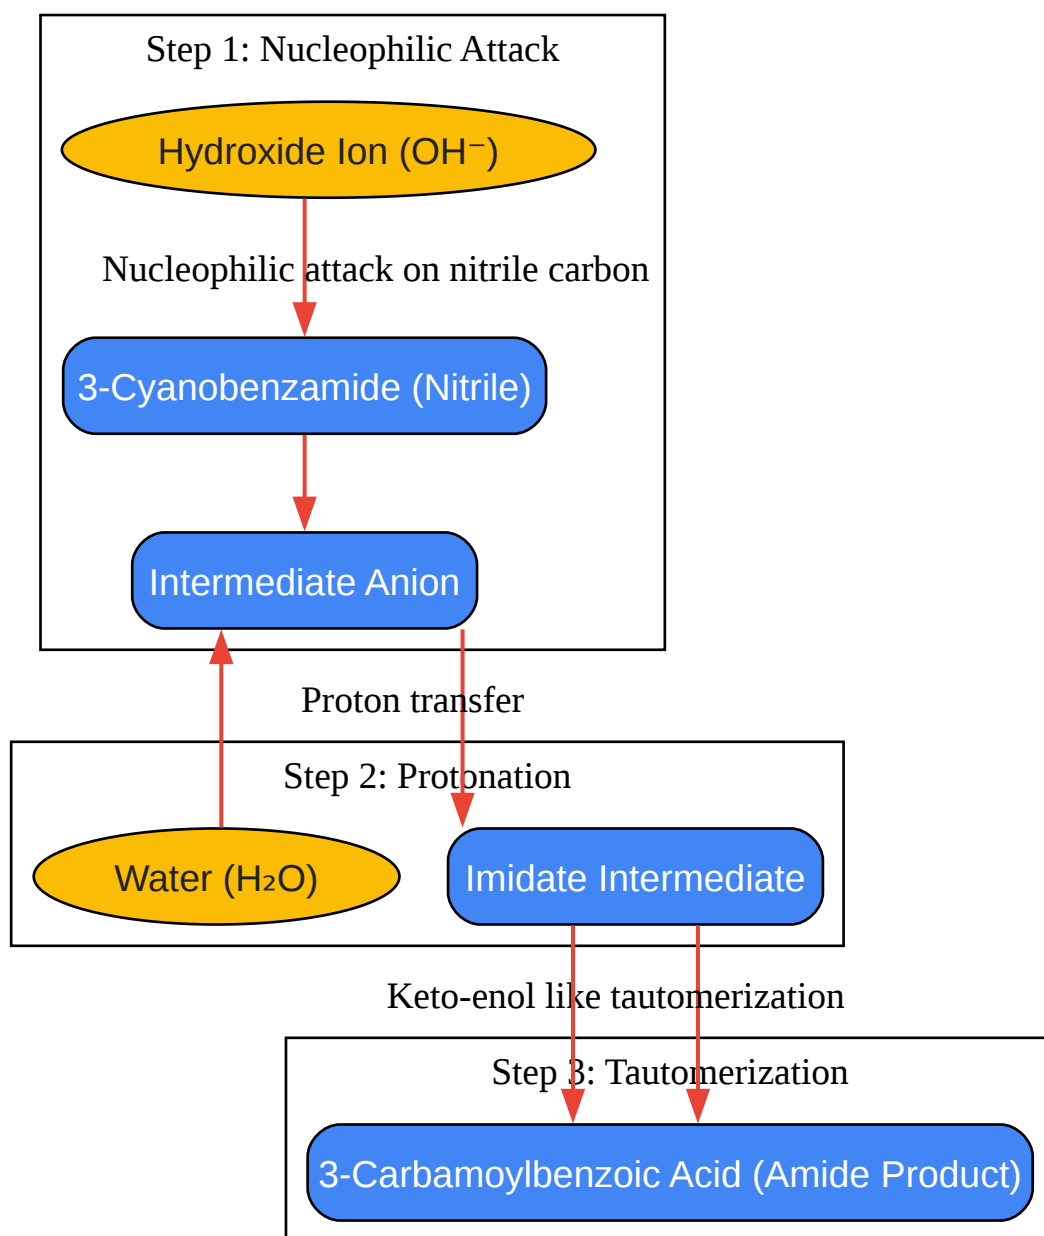 Step 1: Nucleophilic Attack
Hydroxide Ion (OH⁻)
Nucleophilic attack on nitrile carbon
3-Cyanobenzamide (Nitrile)
Intermediate Anion
Proton transfer
Step 2: Protonation
Water (H₂O)
Imidate Intermediate
Keto-enol like tautomerization
Step 3: Tautomerization
3-Carbamoylbenzoic Acid (Amide Product)